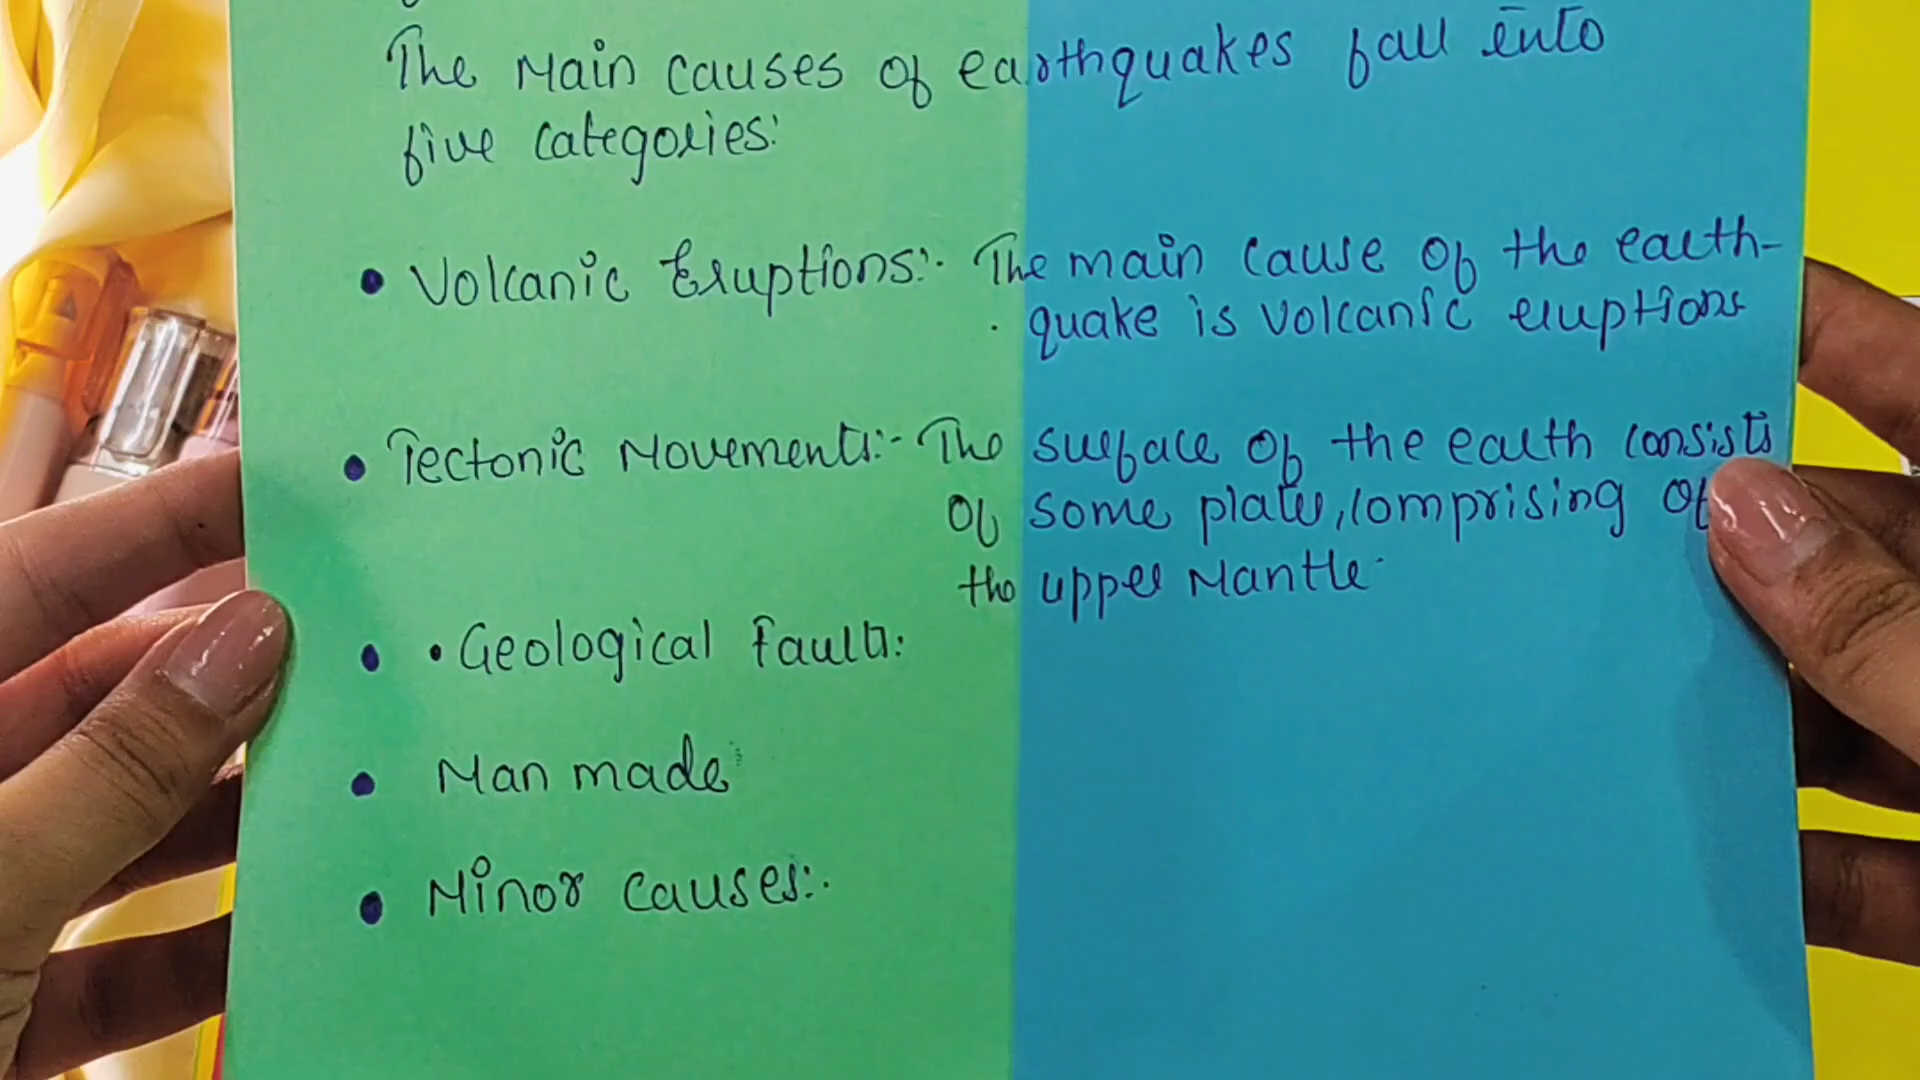 The Main causes of earthquakes fall into
five categories:
• Volcanic Eruptions:- The main cause of the earth-
quake is volcanic eruptions
• Tectonic Movements:- The surface of the earth consists
of some plates, comprising of
the upper Mantle.
• • Geological Faults:
• Man made
• Minor causes:-